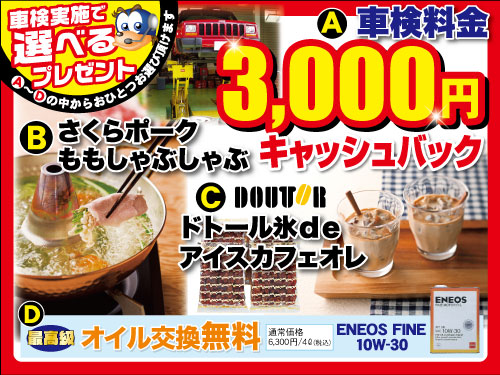 車検実施で
選べる
プレゼント
A〜Dの中からおひとつお選び頂けます
A 車検料金
3,000円
キャッシュバック
B さくらポーク
ももしゃぶしゃぶ
C DOUTOR
ドトール氷de
アイスカフェオレ
D
最高級 オイル交換無料
通常価格
6,300円/4ℓ(税込)
ENEOS FINE
10W-30
ENEOS
10W-30